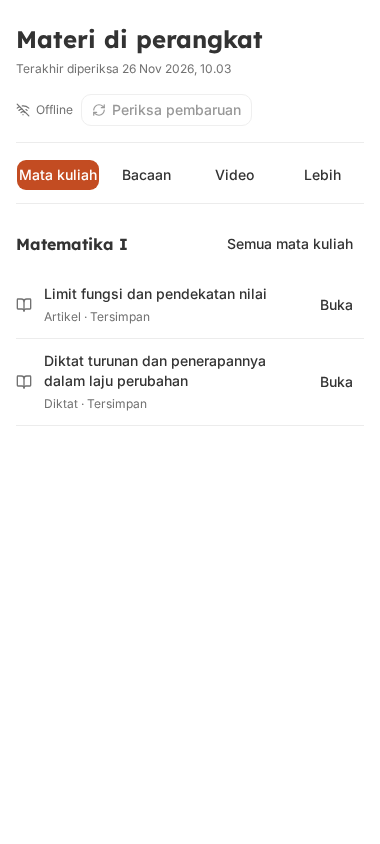 Materi di perangkat
Terakhir diperiksa 26 Nov 2026, 10.03
Offline
Periksa pembaruan
Mata kuliah
Bacaan
Video
Lebih
Matematika I
Semua mata kuliah
Limit fungsi dan pendekatan nilai
Artikel · Tersimpan
Buka
Diktat turunan dan penerapannya
dalam laju perubahan
Diktat · Tersimpan
Buka